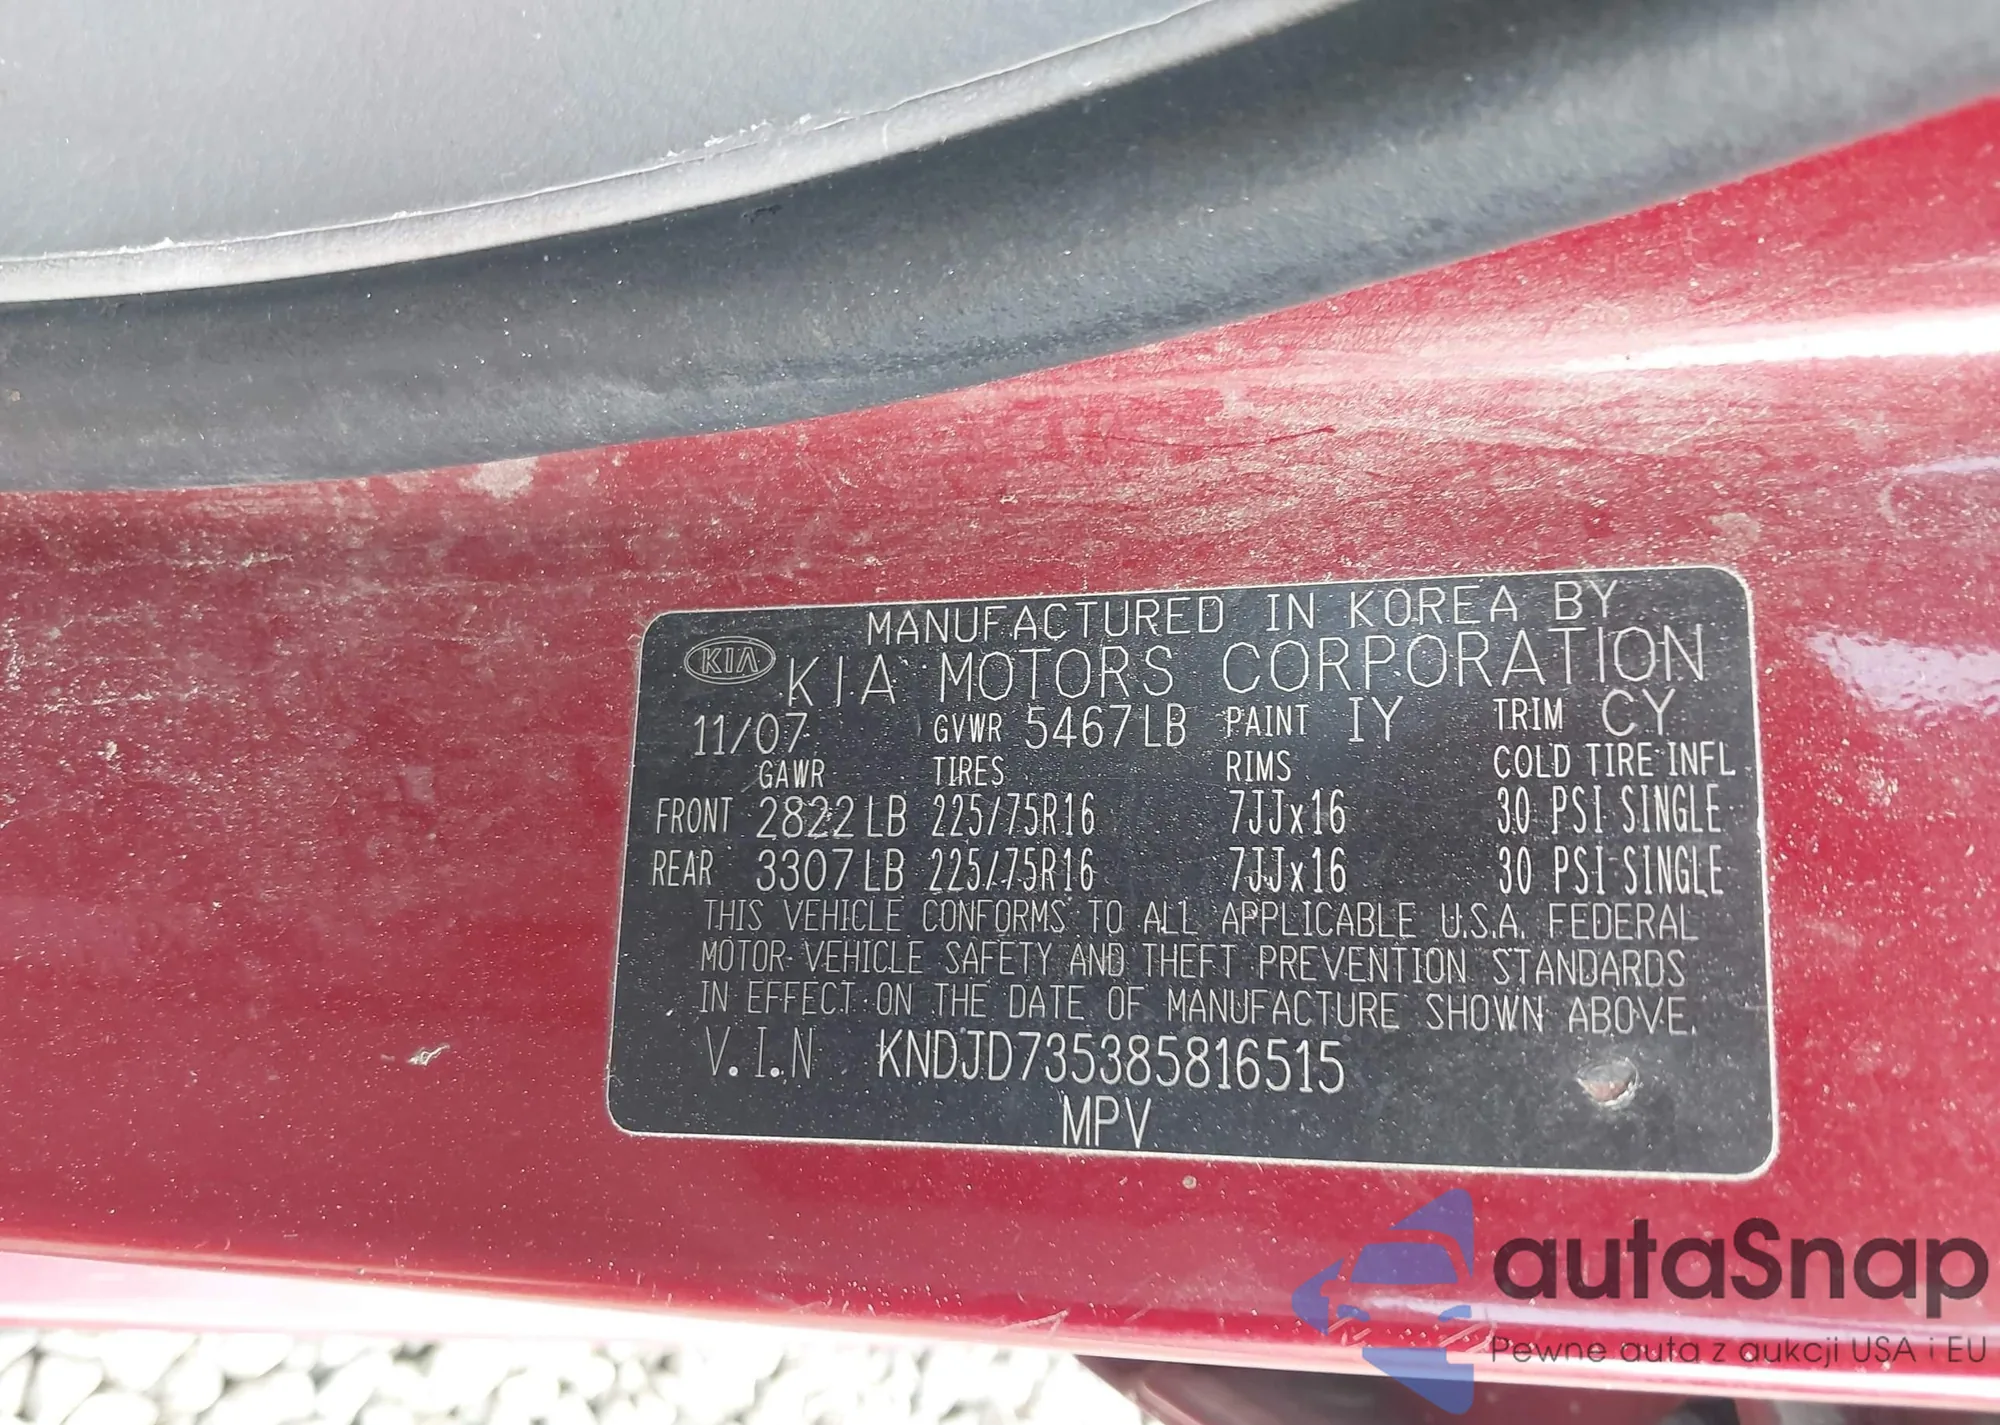 MANUFACTURED IN KOREA BY
KIA KIA MOTORS CORPORATION
11/07 GVWR 5467LB PAINT IY TRIM CY
GAWR TIRES RIMS COLD TIRE INFL
FRONT 2822LB 225/75R16 7JJx16 30 PSI SINGLE
REAR 3307LB 225/75R16 7JJx16 30 PSI SINGLE
THIS VEHICLE CONFORMS TO ALL APPLICABLE U.S.A. FEDERAL
MOTOR VEHICLE SAFETY AND THEFT PREVENTION STANDARDS
IN EFFECT ON THE DATE OF MANUFACTURE SHOWN ABOVE.
V.I.N KNDJD735385816515
MPV
autaSnap
Pewne auta z aukcji USA i EU